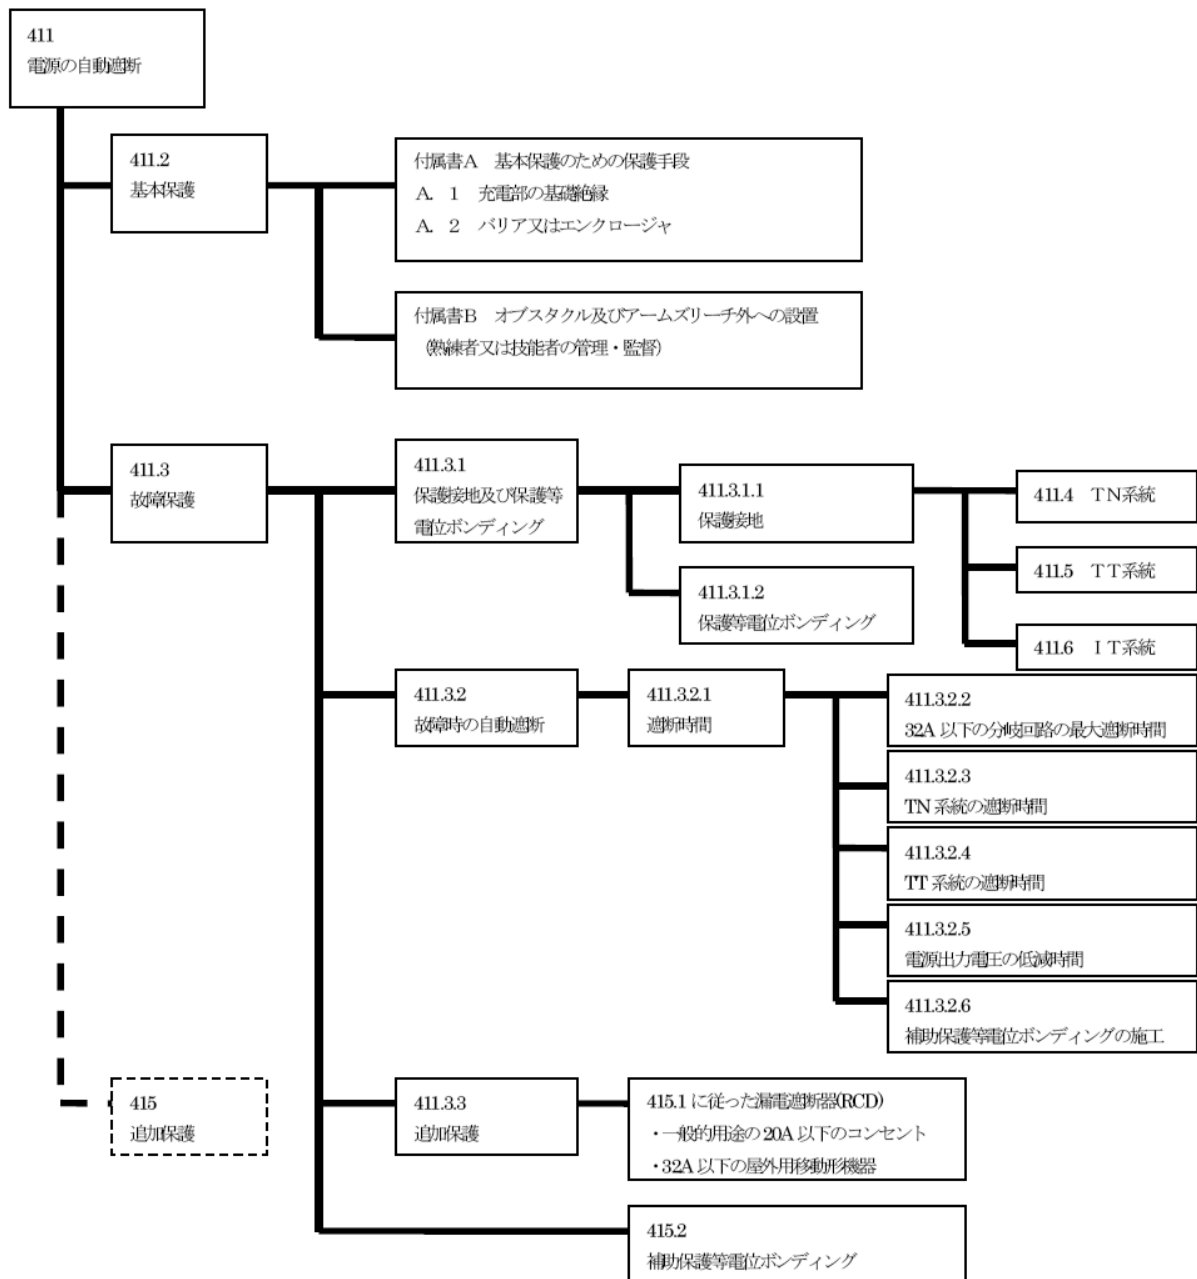 411
電源の自動遮断
411.2
基本保護
付属書A　基本保護のための保護手段
A．1　充電部の基礎絶縁
A．2　バリア又はエンクロージャ
付属書B　オブスタクル及びアームズリーチ外への設置
(熟練者又は技能者の管理・監督)
411.3
故障保護
411.3.1
保護接地及び保護等
電位ボンディング
411.3.1.1
保護接地
411.4　TN系統
411.5　TT系統
411.6　IT系統
411.3.1.2
保護等電位ボンディング
411.3.2
故障時の自動遮断
411.3.2.1
遮断時間
411.3.2.2
32A以下の分岐回路の最大遮断時間
411.3.2.3
TN系統の遮断時間
411.3.2.4
TT系統の遮断時間
411.3.2.5
電源出力電圧の低減時間
411.3.2.6
補助保護等電位ボンディングの施工
415
追加保護
411.3.3
追加保護
415.1に従った漏電遮断器(RCD)
・一般的用途の20A以下のコンセント
・32A以下の屋外用移動形機器
415.2
補助保護等電位ボンディング